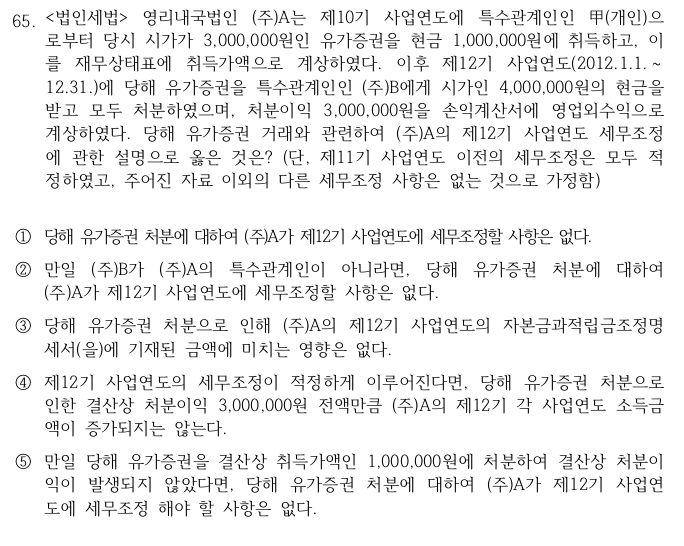 65. <법인세법> 영리내국법인 (주)A는 제10기 사업연도에 특수관계인인 甲(개인)으
로부터 당시 시가가 3,000,000원인 유가증권을 현금 1,000,000원에 취득하고, 이
를 재무상태표에 취득가액으로 계상하였다. 이후 제12기 사업연도(2012.1.1.～
12.31.)에 당해 유가증권을 특수관계인인 (주)B에게 시가인 4,000,000원의 현금을
받고 모두 처분하였으며, 처분이익 3,000,000원을 손익계산서에 영업외수익으로
계상하였다. 당해 유가증권 거래와 관련하여 (주)A의 제12기 사업연도 세무조정
에 관한 설명으로 옳은 것은? (단, 제11기 사업연도 이전의 세무조정은 모두 적
정하였고, 주어진 자료 이외의 다른 세무조정 사항은 없는 것으로 가정함)
① 당해 유가증권 처분에 대하여 (주)A가 제12기 사업연도에 세무조정할 사항은 없다.
② 만일 (주)B가 (주)A의 특수관계인이 아니라면, 당해 유가증권 처분에 대하여
(주)A가 제12기 사업연도에 세무조정할 사항은 없다.
③ 당해 유가증권 처분으로 인해 (주)A의 제12기 사업연도의 자본금과적립금조정명
세서(을)에 기재된 금액에 미치는 영향은 없다.
④ 제12기 사업연도의 세무조정이 적정하게 이루어진다면, 당해 유가증권 처분으로
인한 결산상 처분이익 3,000,000원 전액만큼 (주)A의 제12기 각 사업연도 소득금
액이 증가되지는 않는다.
⑤ 만일 당해 유가증권을 결산상 취득가액인 1,000,000원에 처분하여 결산상 처분이
익이 발생되지 않았다면, 당해 유가증권 처분에 대하여 (주)A가 제12기 사업연
도에 세무조정 해야 할 사항은 없다.